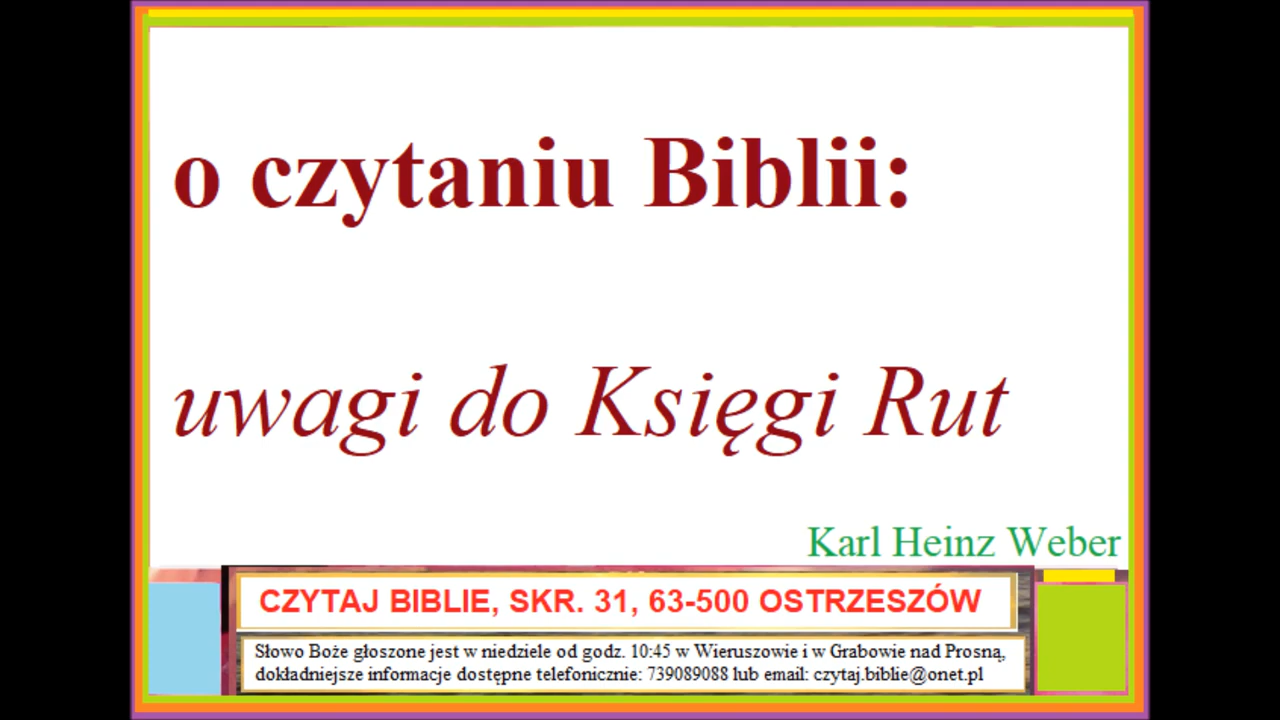 o czytaniu Biblii:
uwagi do Księgi Rut
Karl Heinz Weber
CZYTAJ BIBLIE, SKR. 31, 63-500 OSTRZESZÓW
Słowo Boże głoszone jest w niedziele od godz. 10:45 w Wieruszowie i w Grabowie nad Prosną,
dokładniejsze informacje dostępne telefonicznie: 739089088 lub email: czytaj.biblie@onet.pl